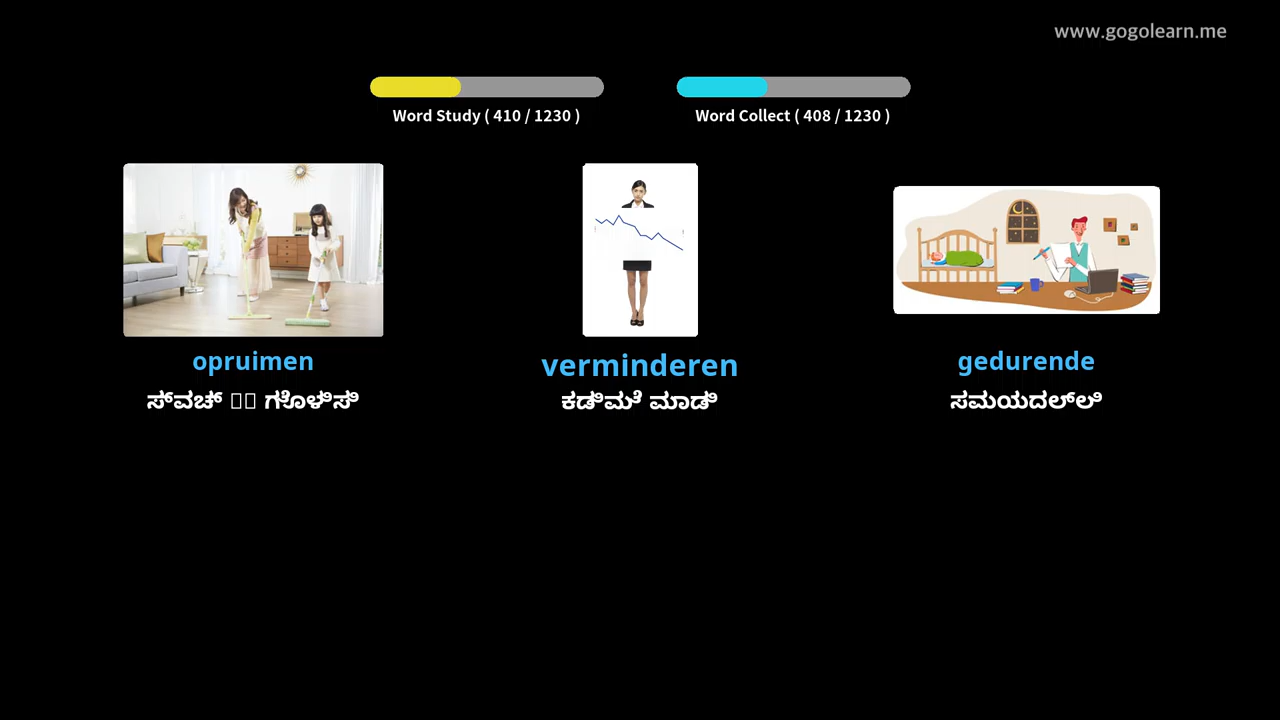 www.gogolearn.me
Word Study ( 410 / 1230 )
Word Collect ( 408 / 1230 )
opruimen
verminderen
gedurende
ಸ್ವಚ್ ಗೊಳಿಸಿ
ಕಡಿಮೆ ಮಾಡಿ
ಸಮಯದಲ್ಲಿ